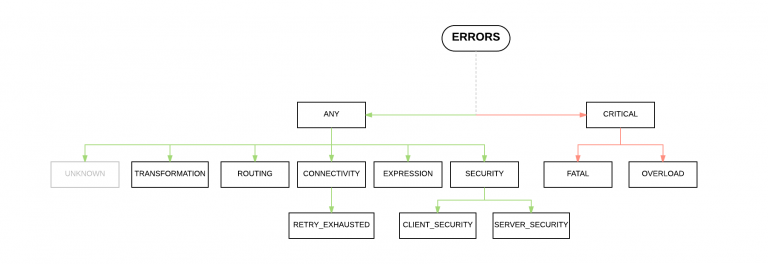 ERRORS
ANY
CRITICAL
UNKNOWN
TRANSFORMATION
ROUTING
CONNECTIVITY
EXPRESSION
SECURITY
FATAL
OVERLOAD
RETRY_EXHAUSTED
CLIENT_SECURITY
SERVER_SECURITY